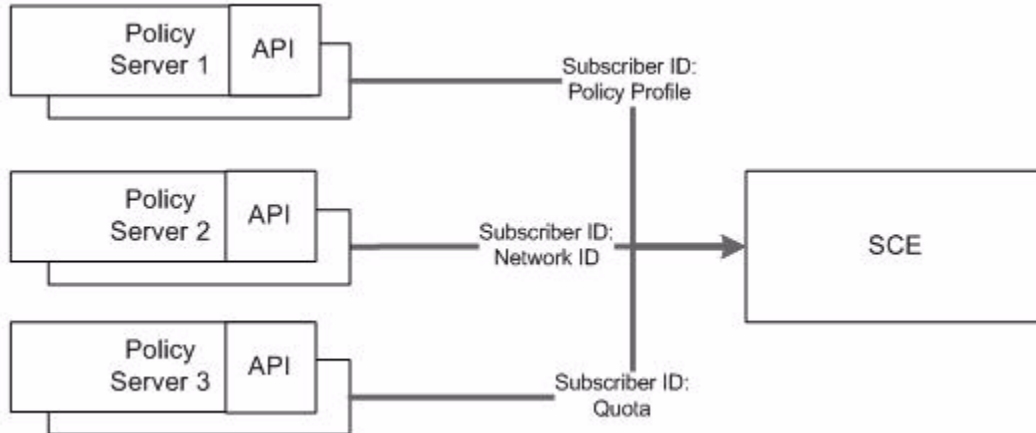 Policy
Server 1
API
Subscriber ID:
Policy Profile
Policy
Server 2
API
Subscriber ID:
Network ID
SCE
Policy
Server 3
API
Subscriber ID:
Quota